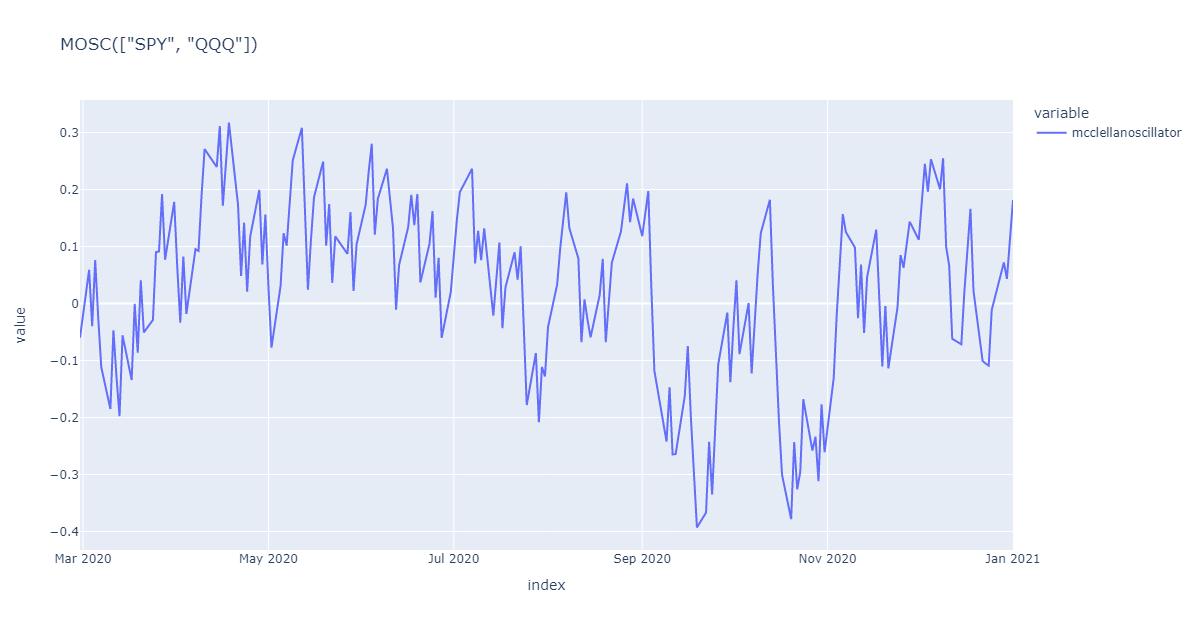 MOSC(["SPY", "QQQ"])
variable
mcclellanoscillator
0.3
0.2
0.1
0
−0.1
−0.2
−0.3
−0.4
value
Mar 2020
May 2020
Jul 2020
Sep 2020
Nov 2020
Jan 2021
index